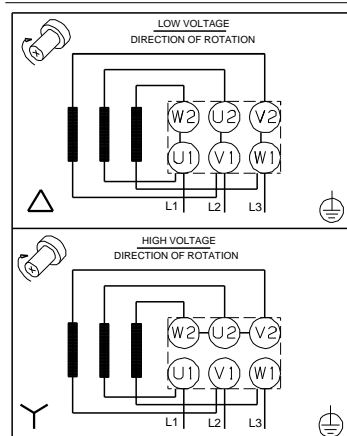 LOW VOLTAGE
DIRECTION OF ROTATION
W2 U2 V2
U1 V1 W1
L1 L2 L3
HIGH VOLTAGE
DIRECTION OF ROTATION
W2 U2 V2
U1 V1 W1
L1 L2 L3